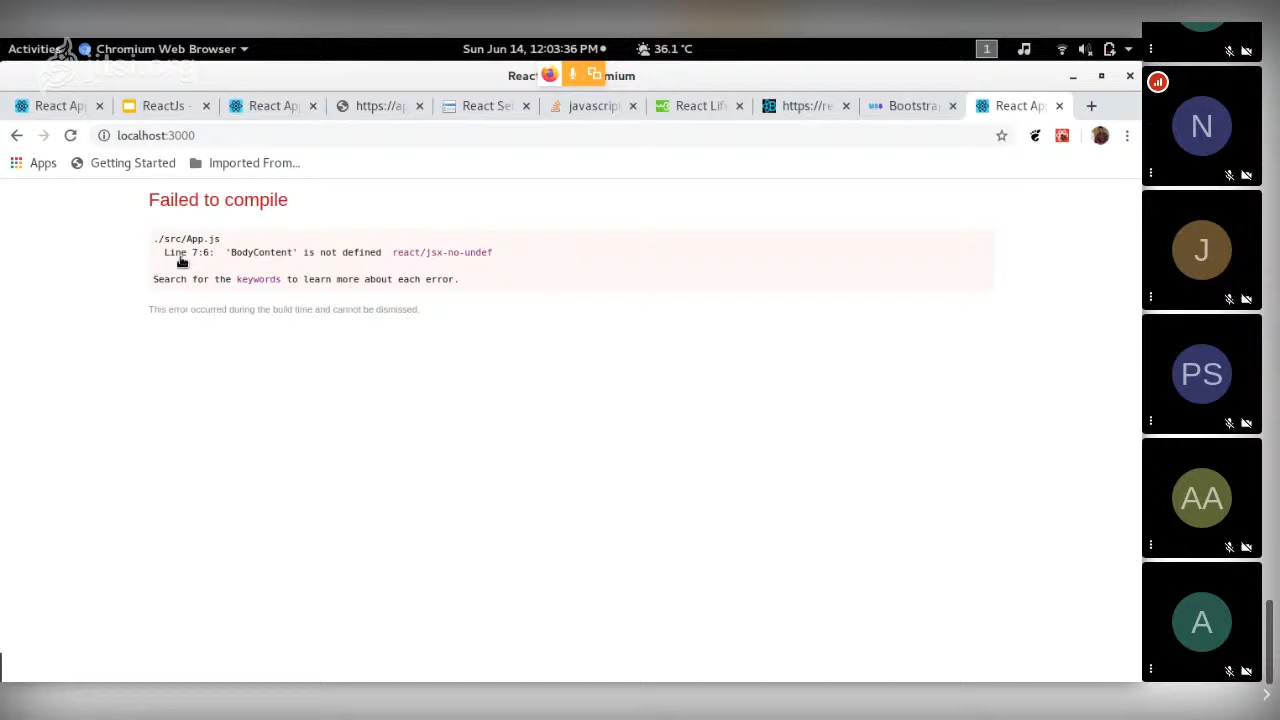 Activities
Chromium Web Browser
Sun Jun 14, 12:03:36 PM
36.1 °C
1
jitsi.org
React
mium
React Ap
ReactJs -
React Ap
https://ap
React Se
javascript
React Lif
https://re
Bootstra
React Ap
localhost:3000
Apps
Getting Started
Imported From...
Failed to compile
./src/App.js
Line 7:6: 'BodyContent' is not defined react/jsx-no-undef
Search for the keywords to learn more about each error.
This error occurred during the build time and cannot be dismissed.
N
J
PS
AA
A